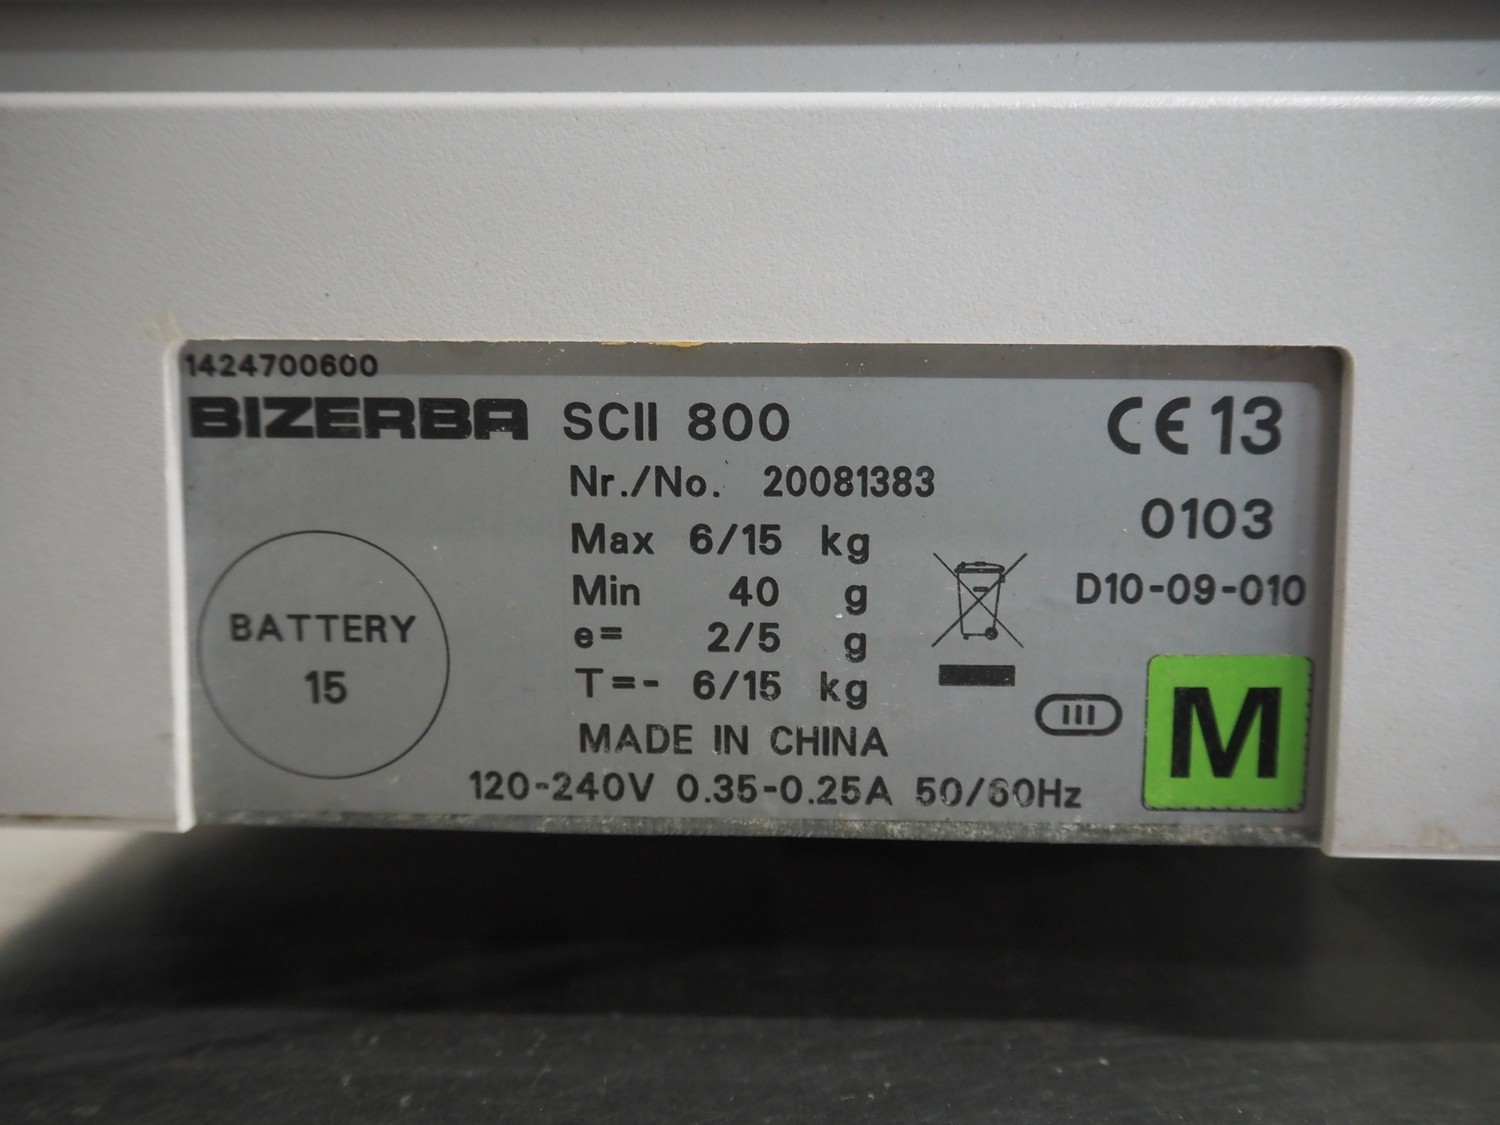 1424700600
BIZERBA SCII 800 CE 13
Nr./No. 20081383
0103
Max 6/15 kg
Min 40 g
D10-09-010
e= 2/5 g
T=- 6/15 kg
BATTERY
15
III
M
MADE IN CHINA
120-240V 0.35-0.25A 50/60Hz